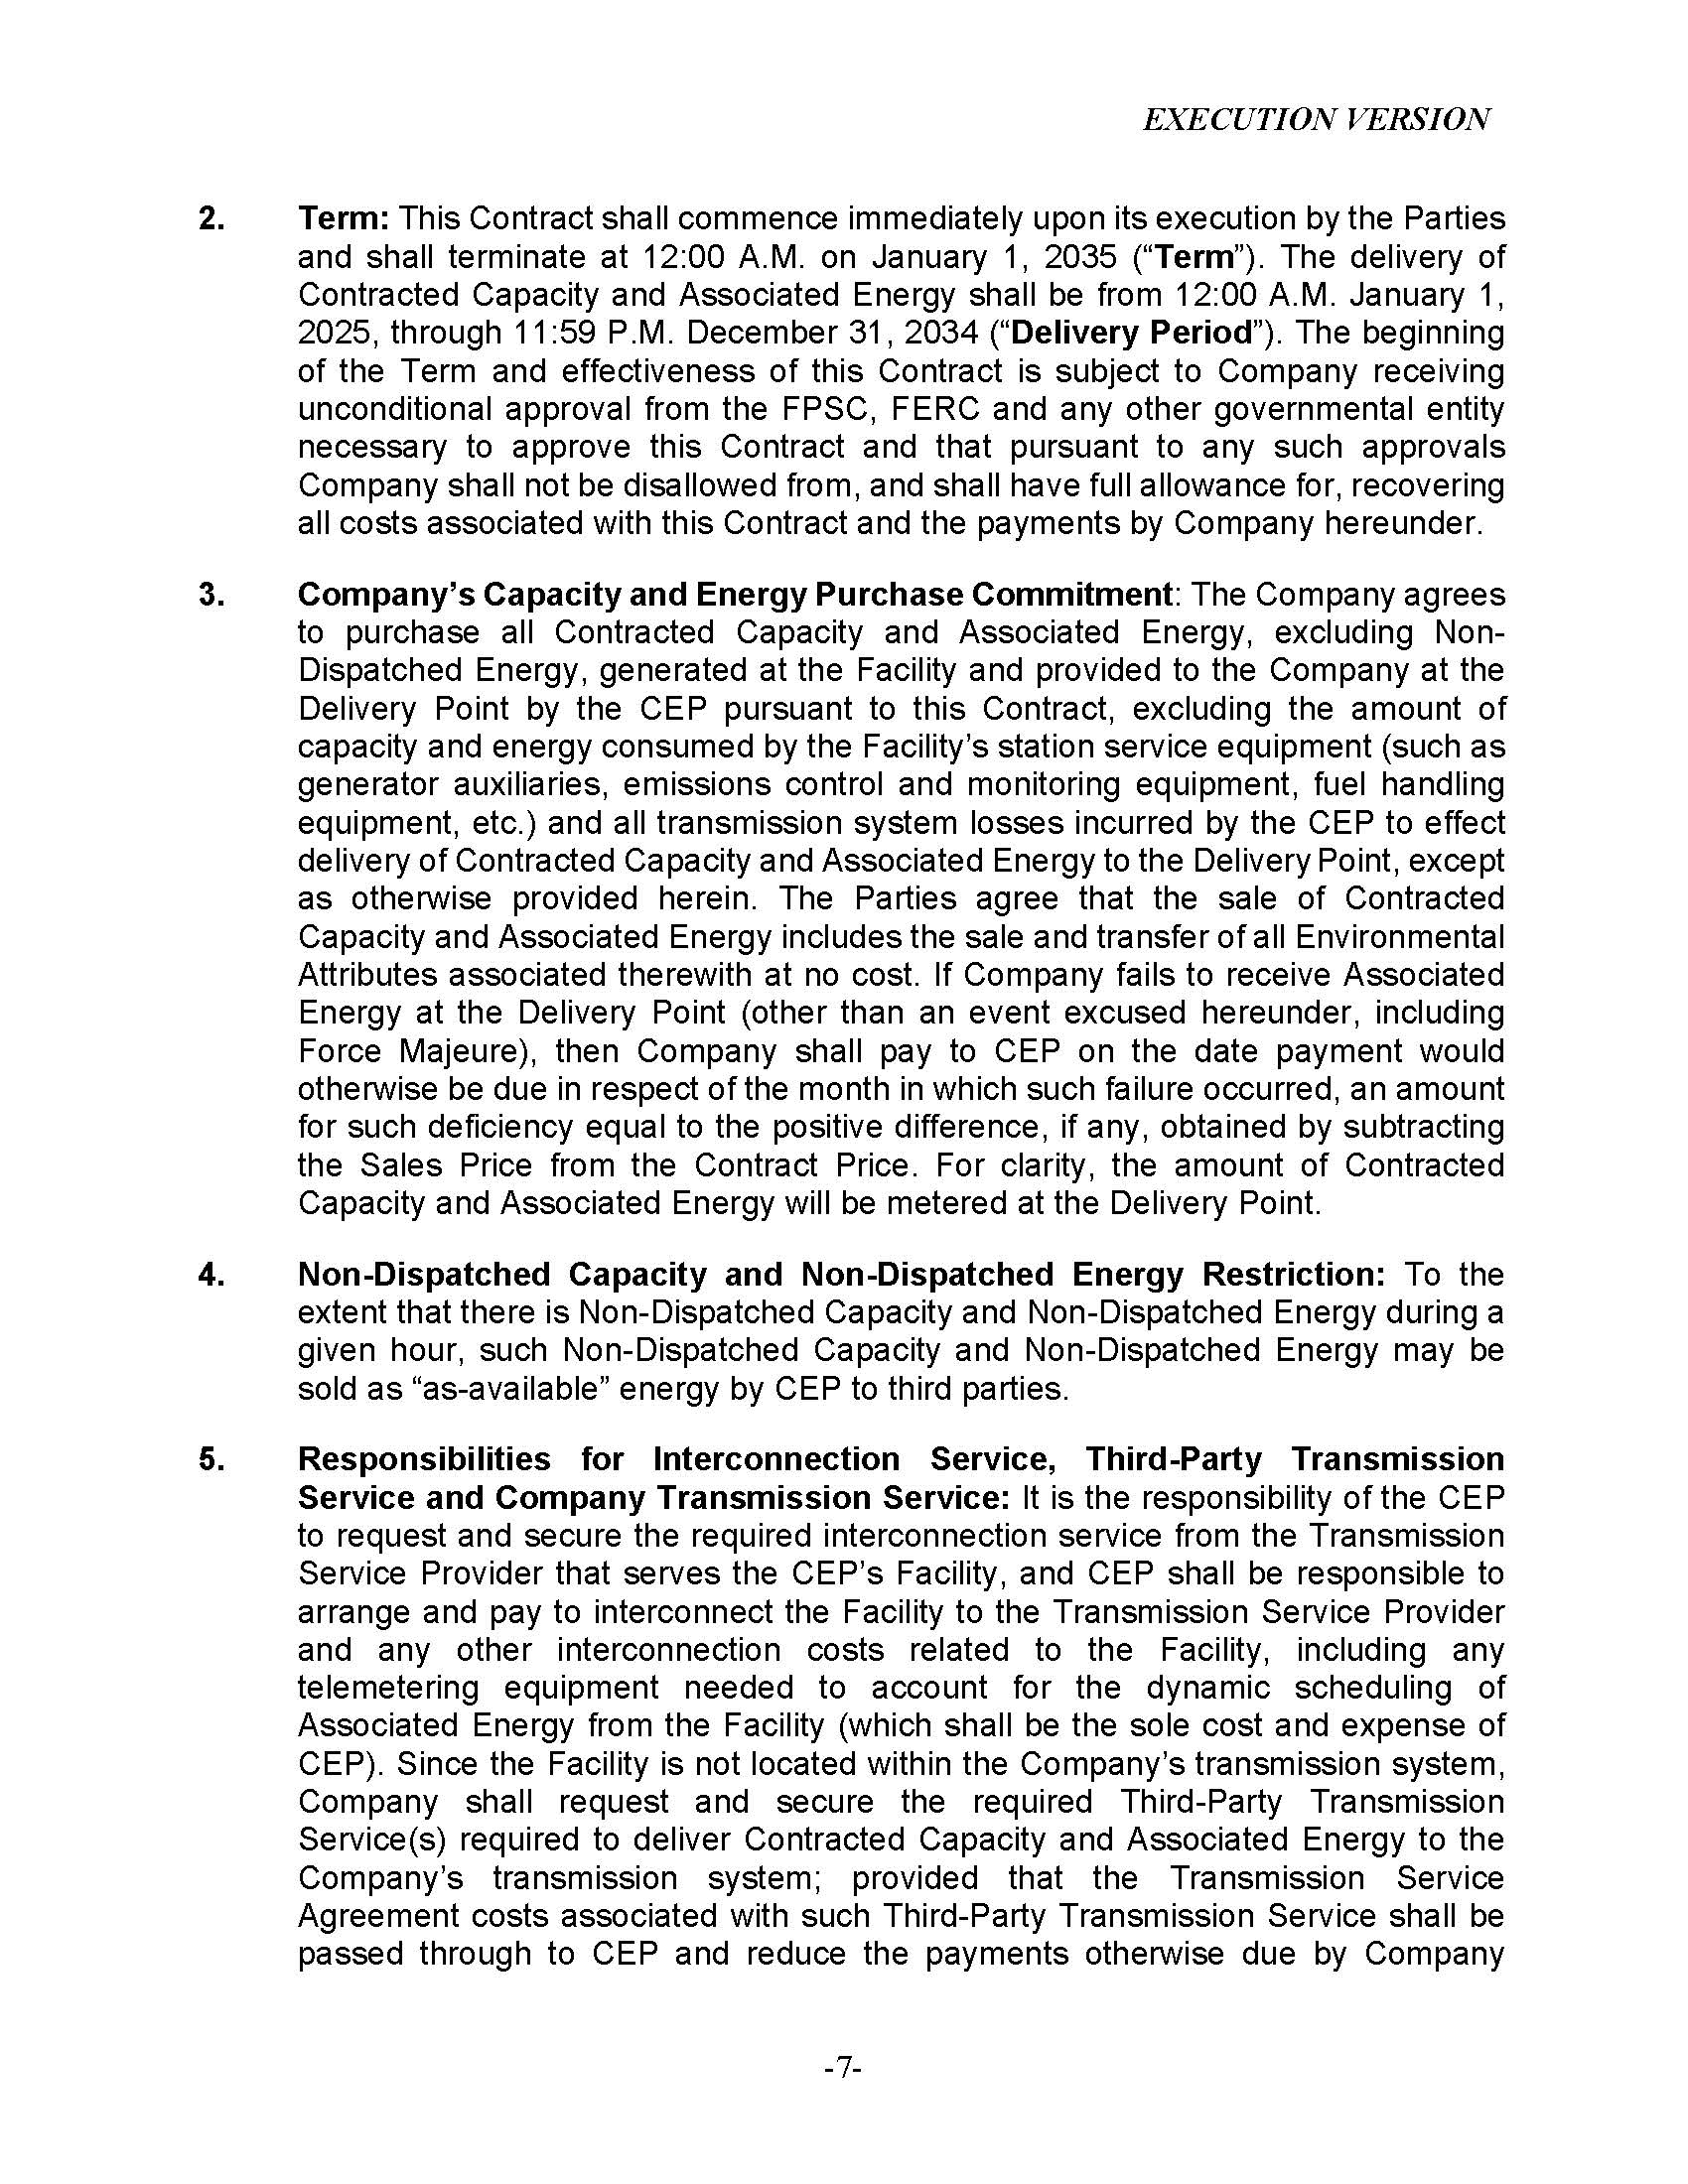 EXECUTION VERSION
2. Term: This Contract shall commence immediately upon its execution by the Parties
and shall terminate at 12:00 A.M. on January 1, 2035 (“Term”). The delivery of
Contracted Capacity and Associated Energy shall be from 12:00 A.M. January 1,
2025, through 11:59 P.M. December 31, 2034 (“Delivery Period”). The beginning
of the Term and effectiveness of this Contract is subject to Company receiving
unconditional approval from the FPSC, FERC and any other governmental entity
necessary to approve this Contract and that pursuant to any such approvals
Company shall not be disallowed from, and shall have full allowance for, recovering
all costs associated with this Contract and the payments by Company hereunder.
3. Company’s Capacity and Energy Purchase Commitment: The Company agrees
to purchase all Contracted Capacity and Associated Energy, excluding Non-
Dispatched Energy, generated at the Facility and provided to the Company at the
Delivery Point by the CEP pursuant to this Contract, excluding the amount of
capacity and energy consumed by the Facility’s station service equipment (such as
generator auxiliaries, emissions control and monitoring equipment, fuel handling
equipment, etc.) and all transmission system losses incurred by the CEP to effect
delivery of Contracted Capacity and Associated Energy to the Delivery Point, except
as otherwise provided herein. The Parties agree that the sale of Contracted
Capacity and Associated Energy includes the sale and transfer of all Environmental
Attributes associated therewith at no cost. If Company fails to receive Associated
Energy at the Delivery Point (other than an event excused hereunder, including
Force Majeure), then Company shall pay to CEP on the date payment would
otherwise be due in respect of the month in which such failure occurred, an amount
for such deficiency equal to the positive difference, if any, obtained by subtracting
the Sales Price from the Contract Price. For clarity, the amount of Contracted
Capacity and Associated Energy will be metered at the Delivery Point.
4. Non-Dispatched Capacity and Non-Dispatched Energy Restriction: To the
extent that there is Non-Dispatched Capacity and Non-Dispatched Energy during a
given hour, such Non-Dispatched Capacity and Non-Dispatched Energy may be
sold as “as-available” energy by CEP to third parties.
5. Responsibilities for Interconnection Service, Third-Party Transmission
Service and Company Transmission Service: It is the responsibility of the CEP
to request and secure the required interconnection service from the Transmission
Service Provider that serves the CEP’s Facility, and CEP shall be responsible to
arrange and pay to interconnect the Facility to the Transmission Service Provider
and any other interconnection costs related to the Facility, including any
telemetering equipment needed to account for the dynamic scheduling of
Associated Energy from the Facility (which shall be the sole cost and expense of
CEP). Since the Facility is not located within the Company’s transmission system,
Company shall request and secure the required Third-Party Transmission
Service(s) required to deliver Contracted Capacity and Associated Energy to the
Company’s transmission system; provided that the Transmission Service
Agreement costs associated with such Third-Party Transmission Service shall be
passed through to CEP and reduce the payments otherwise due by Company
-7-